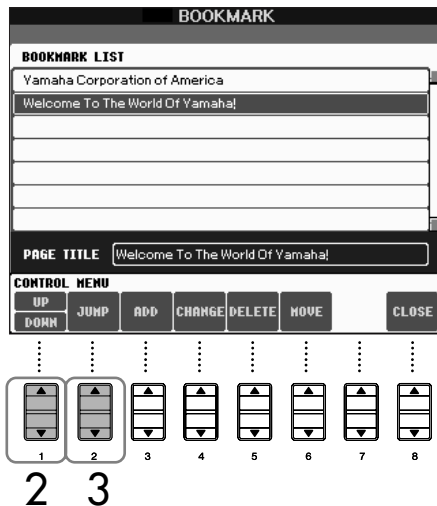 BOOKMARK
BOOKMARK LIST
Yamaha Corporation of America
Welcome To The World Of Yamaha!
PAGE TITLE Welcome To The World Of Yamaha!
CONTROL MENU
UP
DOWN
JUMP ADD CHANGE DELETE MOVE CLOSE
1 2 3 4 5 6 7 8
2 3